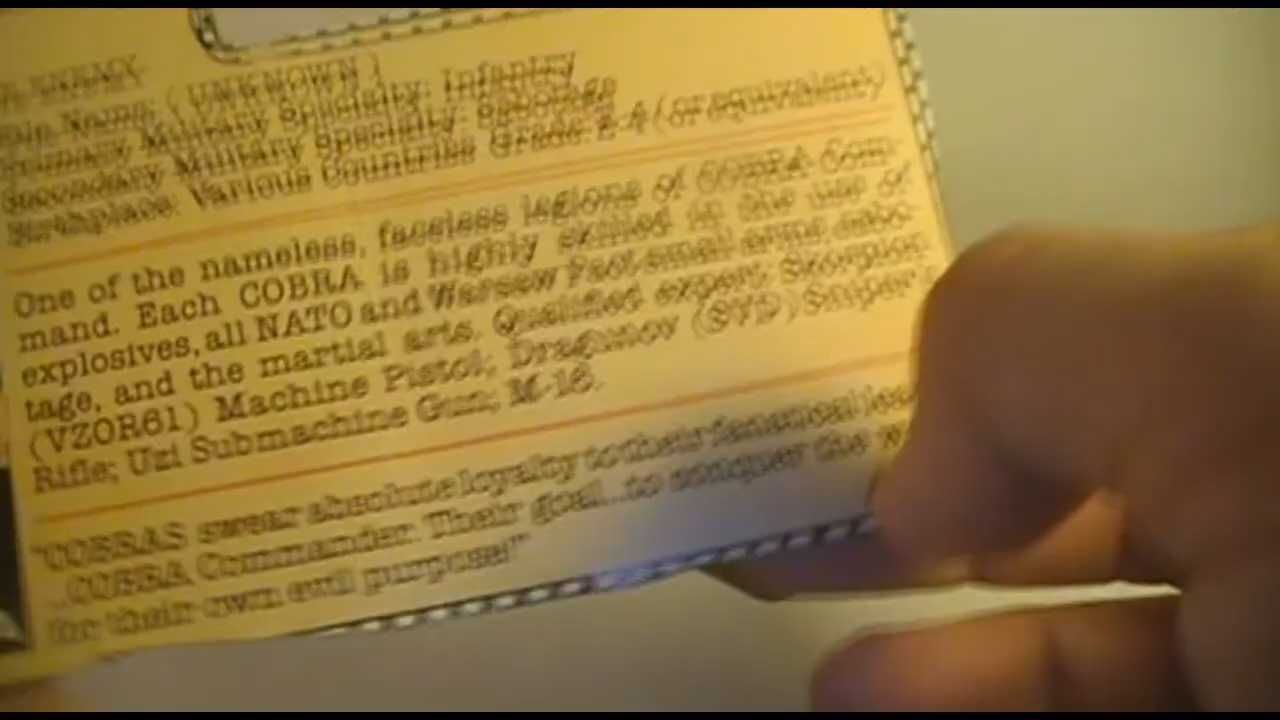 ENEMY
File Name: (UNKNOWN)
Primary Military Specialty: Infantry
Secondary Military Specialty: Sabotage
Birthplace: Various Countries Grade: E-4 (or equivalent)
One of the nameless, faceless legions of COBRA Com-
mand. Each COBRA is highly skilled in the use of
explosives, all NATO and Warsaw Pact small arms, sabo-
tage, and the martial arts. Qualified expert: Skorpion
(VZOR61) Machine Pistol; Dragunov (SVD) Sniper
Rifle; Uzi Submachine Gun; M-16.
"COBRAS swear absolute loyalty to their fanatical
...COBRA Commander. Their goal...to conquer the w
for their own evil purpose!"